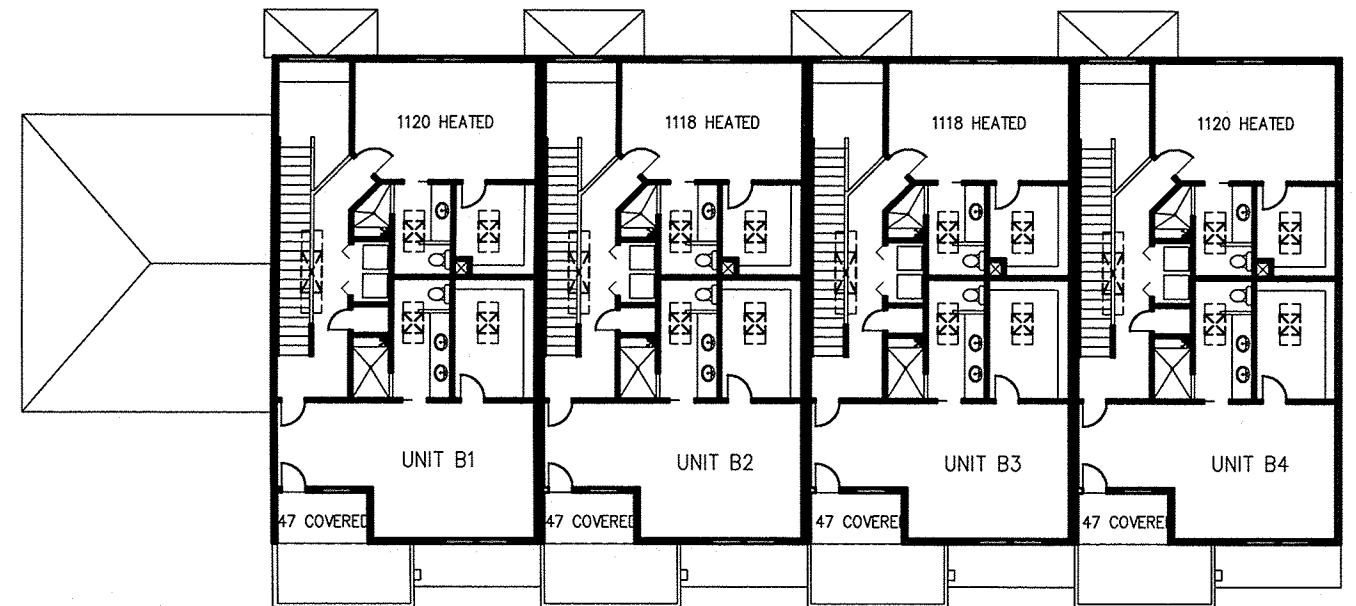 1120 HEATED
1118 HEATED
1118 HEATED
1120 HEATED
UNIT B1
UNIT B2
UNIT B3
UNIT B4
47 COVERED
47 COVERED
47 COVERED
47 COVERED